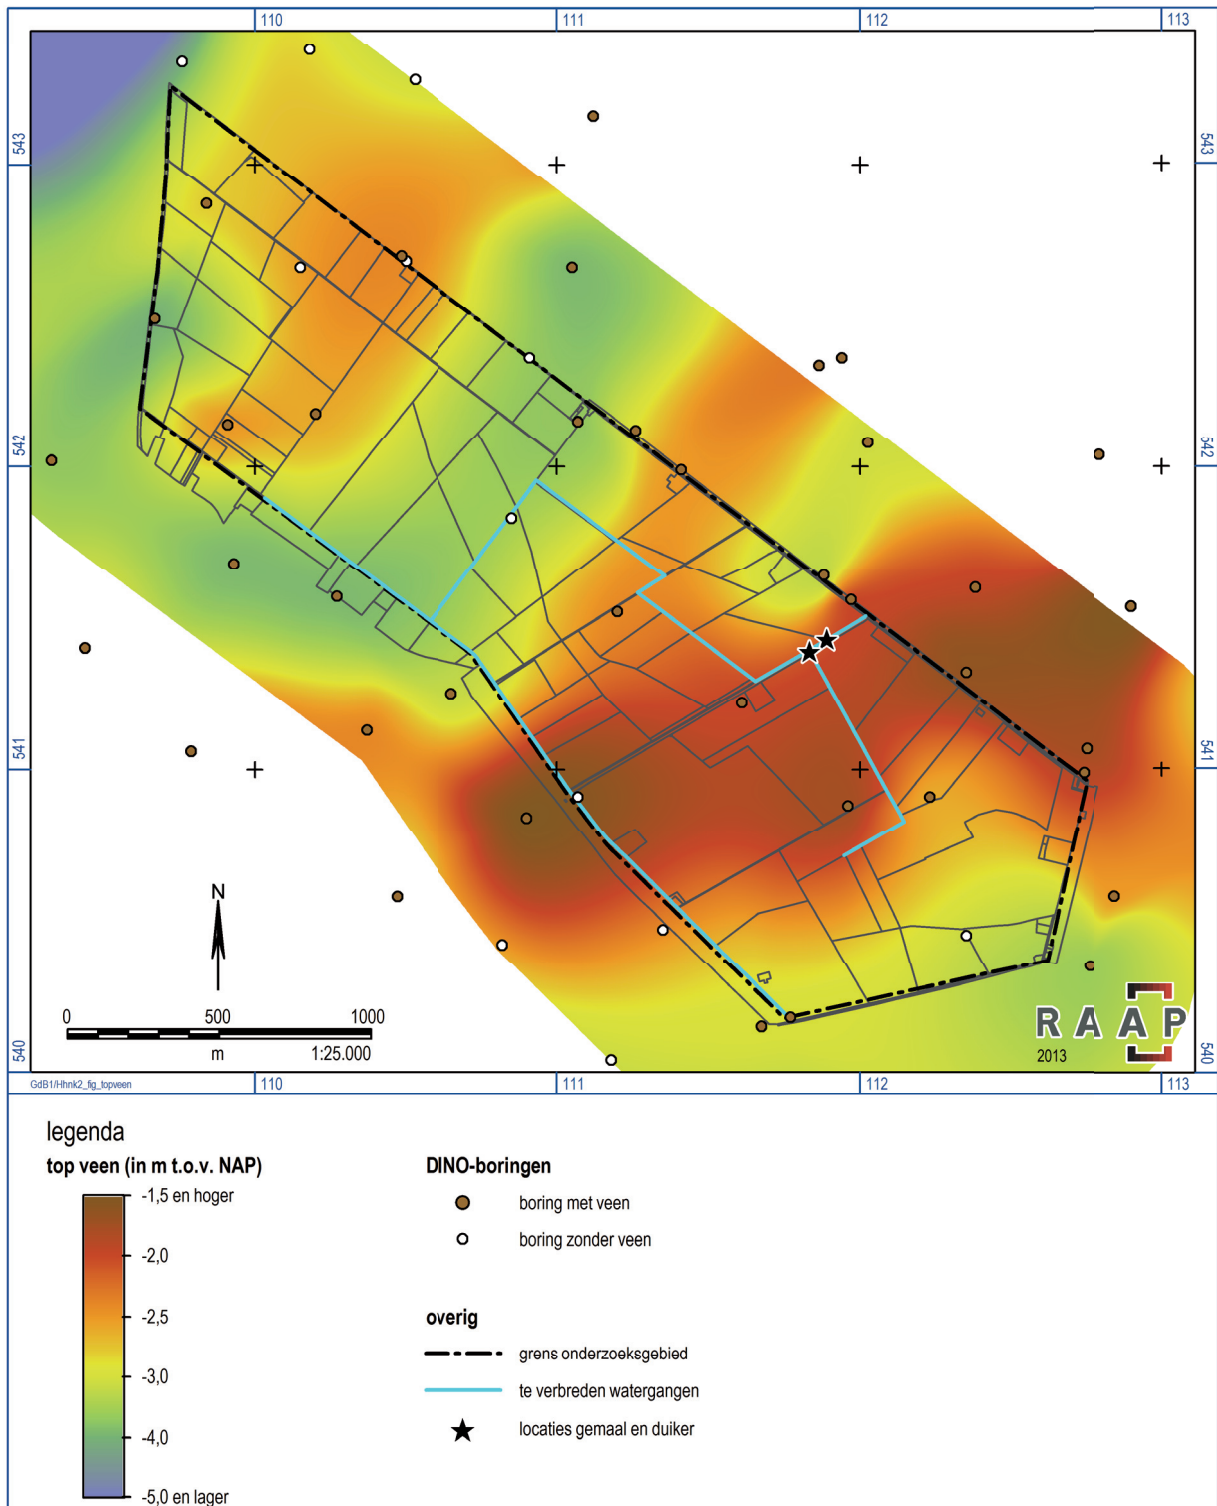 110 111 112 113
543 543
542 542
541 541
540 540
N
0 500 1000
m 1:25.000
RAAP
2013
GdB1/Hhnk2_fig_topveen
110 111 112 113
legenda
top veen (in m t.o.v. NAP)
-1,5 en hoger
-2,0
-2,5
-3,0
-4,0
-5,0 en lager
DINO-boringen
boring met veen
boring zonder veen
overig
grens onderzoeksgebied
te verbreden watergangen
locaties gemaal en duiker